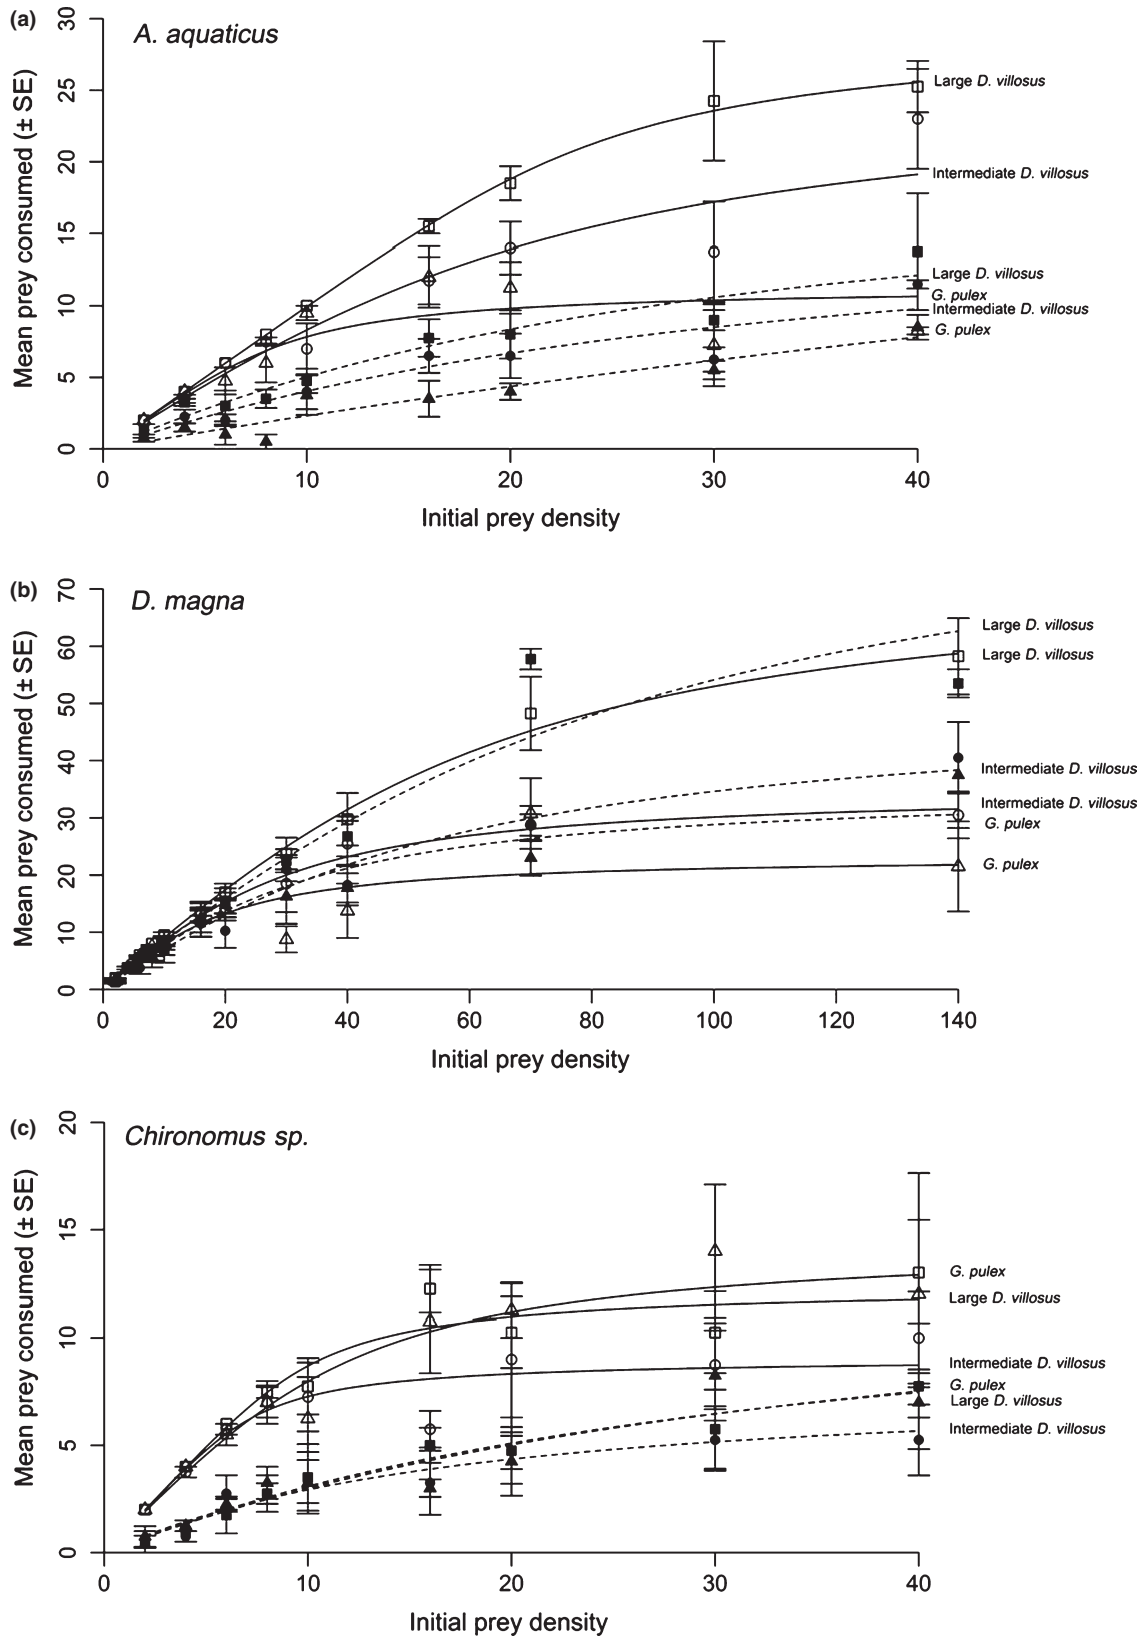 (a)
A. aquaticus
Mean prey consumed (± SE)
30
25
20
15
10
5
0
0 10 20 30 40
Initial prey density
Large D. villosus
Intermediate D. villosus
Large D. villosus
G. pulex
Intermediate D. villosus
G. pulex
(b)
D. magna
Mean prey consumed (± SE)
70
60
50
40
30
20
10
0
0 20 40 60 80 100 120 140
Initial prey density
Large D. villosus
Large D. villosus
Intermediate D. villosus
Intermediate D. villosus
G. pulex
G. pulex
(c)
Chironomus sp.
Mean prey consumed (± SE)
20
15
10
5
0
0 10 20 30 40
Initial prey density
G. pulex
Large D. villosus
Intermediate D. villosus
G. pulex
Large D. villosus
Intermediate D. villosus